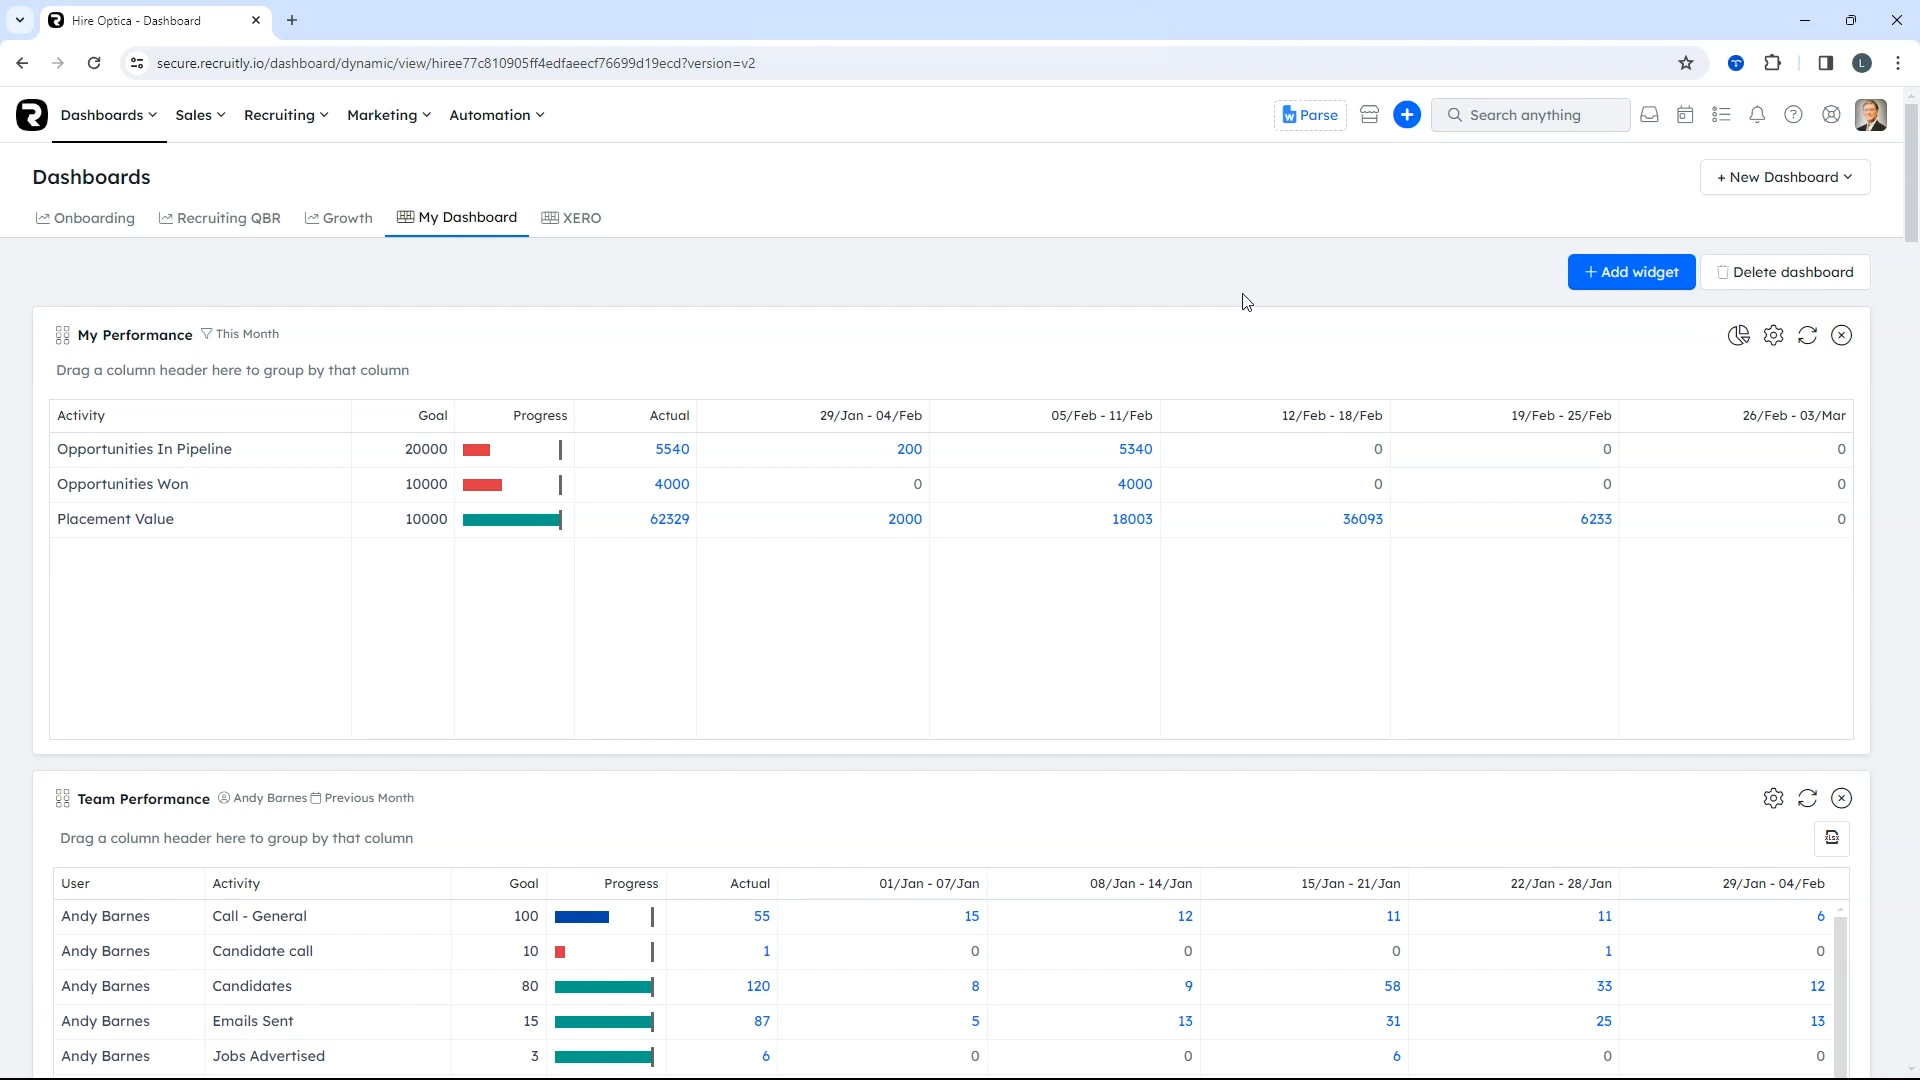 Hire Optica - Dashboard
secure.recruitly.io/dashboard/dynamic/view/hiree77c810905ff4edfaeecf76699d19ecd?version=v2
L
Dashboards Sales Recruiting Marketing Automation Parse Search anything
Dashboards
+ New Dashboard
Onboarding Recruiting QBR Growth My Dashboard XERO
+ Add widget Delete dashboard
My Performance This Month
Drag a column header here to group by that column
Activity Goal Progress Actual 29/Jan - 04/Feb 05/Feb - 11/Feb 12/Feb - 18/Feb 19/Feb - 25/Feb 26/Feb - 03/Mar
Opportunities In Pipeline 20000 5540 200 5340 0 0 0
Opportunities Won 10000 4000 0 4000 0 0 0
Placement Value 10000 62329 2000 18003 36093 6233 0
Team Performance Andy Barnes Previous Month
Drag a column header here to group by that column
XLSX
User Activity Goal Progress Actual 01/Jan - 07/Jan 08/Jan - 14/Jan 15/Jan - 21/Jan 22/Jan - 28/Jan 29/Jan - 04/Feb
Andy Barnes Call - General 100 55 15 12 11 11 6
Andy Barnes Candidate call 10 1 0 0 0 1 0
Andy Barnes Candidates 80 120 8 9 58 33 12
Andy Barnes Emails Sent 15 87 5 13 31 25 13
Andy Barnes Jobs Advertised 3 6 0 0 6 0 0